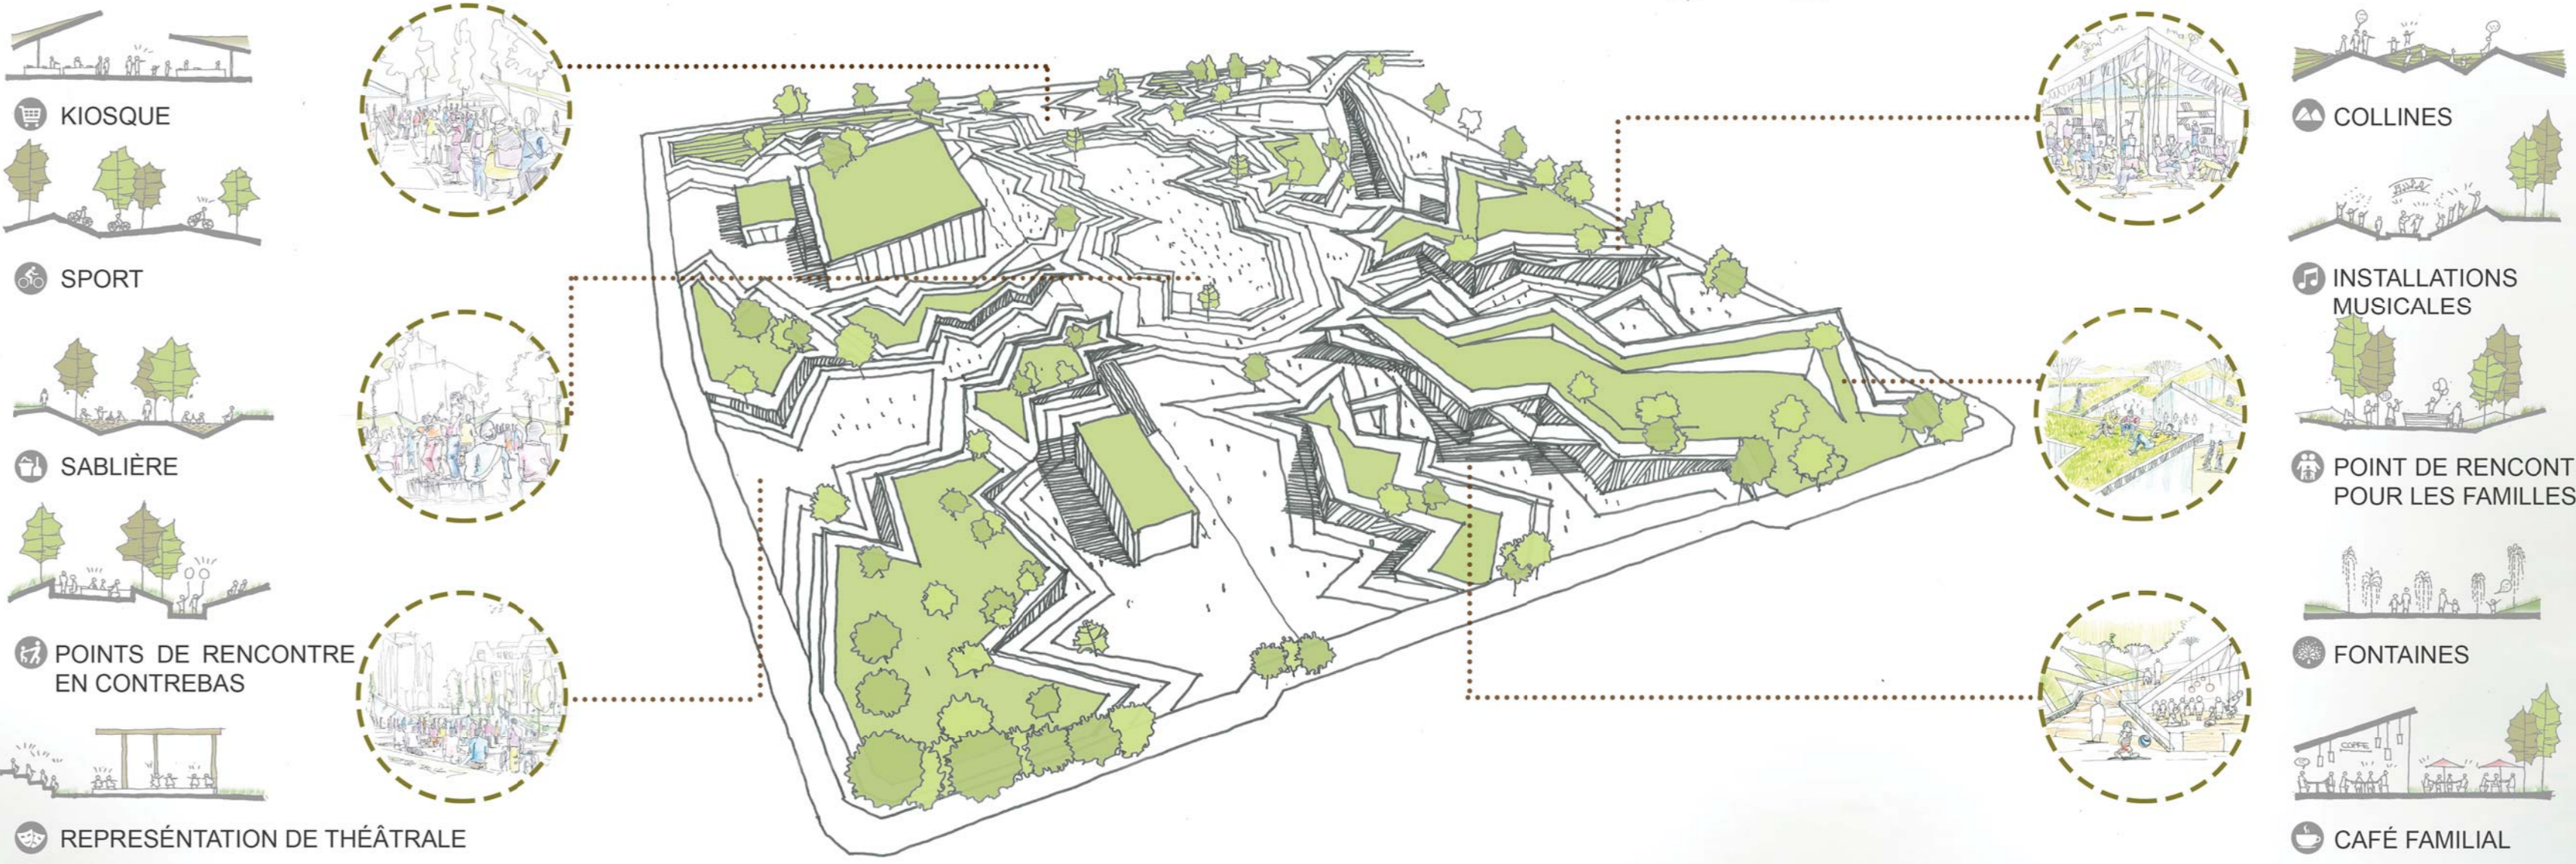 KIOSQUE
SPORT
SABLIÈRE
POINTS DE RENCONTRE
EN CONTREBAS
REPRESÉNTATION DE THÉÂTRALE
COLLINES
INSTALLATIONS
MUSICALES
POINT DE RENCONT
POUR LES FAMILLES
FONTAINES
COFFE
CAFÉ FAMILIAL